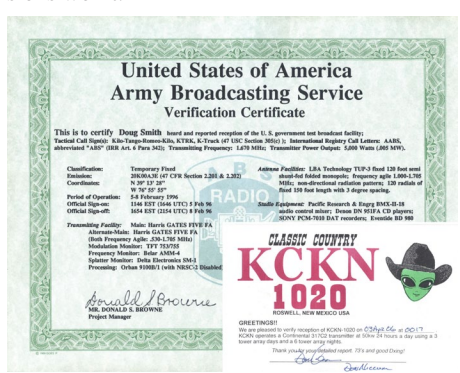 United States of America
Army Broadcasting Service
Verification Certificate
This is to certify Doug Smith heard and reported reception of the U. S. government test broadcast facility;
Tactical Call Sign(s): Kilo-Tango-Romeo-Kilo, KTRK, K-Truck (47 USC Section 305(c) ); International Registry Call Letters: AABS,
abbreviated "ABS" (IRR Art. 6 Para 342); Transmitting Frequency: 1,670 MHz; Transmitter Power Output: 5,000 Watts (.005 MW).
Classification: Temporary Fixed
Emission: 20K00A3E (47 CFR Section 2.201 & 2.202)
Coordinates: N 39° 13' 28"
W 76° 55' 55"
Period of Operation: 5-8 February 1996
Official Sign-on: 1146 EST (1646 UTC) 5 Feb 96
Official Sign-off: 1654 EST (2154 UTC) 8 Feb 96
Transmitting Facility: Main: Harris GATES FIVE FA
Alternate-Main: Harris GATES FIVE FA
(Both Frequency Agile: .530-1.705 MHz)
Modulation Monitor: TFT 753/755
Frequency Monitor: Belar AMM-4
Splatter Monitor: Delta Electronics SM-1
Processing: Orban 9100B/1 (with NRSC-2 Disabled)
Antenna Facilities: LBA Technology TUP-3 fixed 120 foot semi
shunt-fed folded monopole; frequency agile 1,000-1,705
MHz; non-directional radiation pattern; 120 radials of
fixed 150 foot length with 3 degree spacing.
Studio Equipment: Pacific Research & Engrg BMX-II-18
audio control mixer; Denon DN 951FA CD players;
SONY PCM-7010 DAT recorders; Eventide BD 980
RADIO
Donald S Browne
MR. DONALD S. BROWNE
Project Manager
CLASSIC COUNTRY
KCKN
1020
ROSWELL, NEW MEXICO USA
GREETINGS!!
We are pleased to verify reception of KCKN-1020 on 03Apr06 at 0017.
KCKN operates a Continental 317C2 transmitter at 50kw 24 hours a day using a 3
tower array days and a 6 tower array nights.
Thank you for your detailed report. 73's and good Dxing!